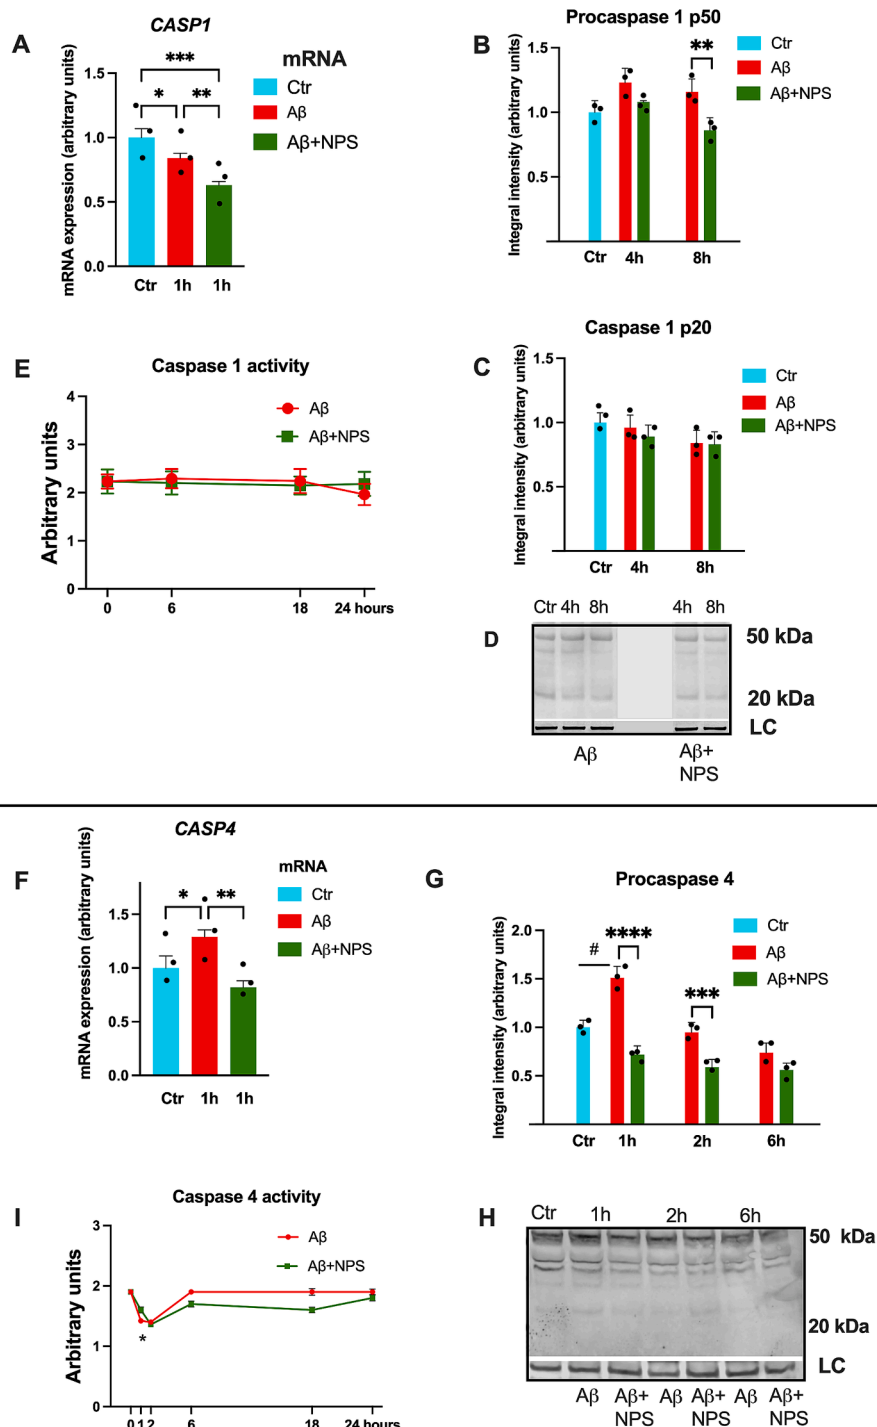 A
CASP1
mRNA
mRNA expression (arbitrary units)
1.5
1.0
0.5
0.0
***
*
**
Ctr
Aβ
Aβ+NPS
Ctr 1h 1h
B
Procaspase 1 p50
Integral intensity (arbitrary units)
1.5
1.0
0.5
**
Ctr
Aβ
Aβ+NPS
Ctr 4h 8h
E
Caspase 1 activity
Arbitrary units
4
3
2
1
0
Aβ
Aβ+NPS
0 6 18 24 hours
C
Caspase 1 p20
Integral intensity (arbitrary units)
1.5
1.0
0.5
Ctr
Aβ
Aβ+NPS
Ctr 4h 8h
D
Ctr 4h 8h 4h 8h
50 kDa
20 kDa
LC
Aβ
Aβ+
NPS
F
CASP4
mRNA
mRNA expression (arbitrary units)
1.5
1.0
0.5
0.0
*
**
Ctr
Aβ
Aβ+NPS
Ctr 1h 1h
G
Procaspase 4
Integral intensity (arbitrary units)
2.0
1.5
1.0
0.5
#
****
***
Ctr
Aβ
Aβ+NPS
Ctr 1h 2h 6h
I
Caspase 4 activity
Arbitrary units
3
2
1
0
*
Aβ
Aβ+NPS
0 1 2 6 18 24 hours
H
Ctr 1h 2h 6h
50 kDa
20 kDa
LC
Aβ Aβ+ Aβ Aβ+ Aβ Aβ+
NPS NPS NPS